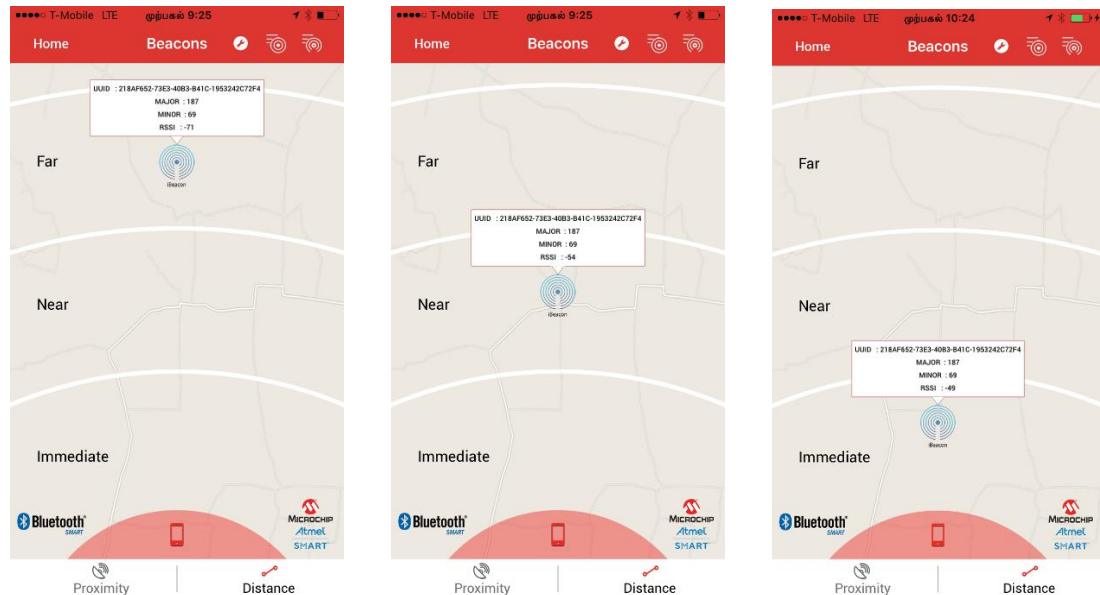 T-Mobile LTE முற்பகல் 9:25
Home Beacons
UUID : 218AF652-73E3-40B3-B41C-1953242C72F4
MAJOR : 187
MINOR : 69
RSSI : -71
Far
iBeacon
Near
Immediate
Bluetooth
SMART
MICROCHIP
Atmel
SMART
Proximity Distance
T-Mobile LTE முற்பகல் 9:25
Home Beacons
Far
UUID : 218AF652-73E3-40B3-B41C-1953242C72F4
MAJOR : 187
MINOR : 69
RSSI : -54
Near
iBeacon
Immediate
Bluetooth
SMART
MICROCHIP
Atmel
SMART
Proximity Distance
T-Mobile LTE முற்பகல் 10:24
Home Beacons
Far
Near
UUID : 218AF652-73E3-40B3-B41C-1953242C72F4
MAJOR : 187
MINOR : 69
RSSI : -49
iBeacon
Immediate
Bluetooth
SMART
MICROCHIP
Atmel
SMART
Proximity Distance